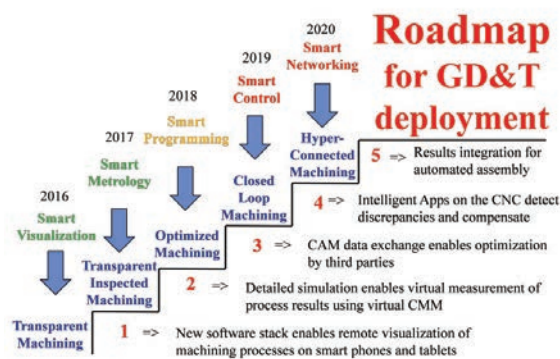 Roadmap
for GD&T
deployment
2020
Smart
Networking
2019
Smart
Control
2018
Smart
Programming
2017
Smart
Metrology
2016
Smart
Visualization
Hyper-
Connected
Machining
Closed
Loop
Machining
Optimized
Machining
Transparent
Inspected
Machining
Transparent
Machining
5 => Results integration for
automated assembly
4 => Intelligent Apps on the CNC detect
discrepancies and compensate
3 => CAM data exchange enables optimization
by third parties
2 => Detailed simulation enables virtual measurement of
process results using virtual CMM
1 => New software stack enables remote visualization of
machining processes on smart phones and tablets